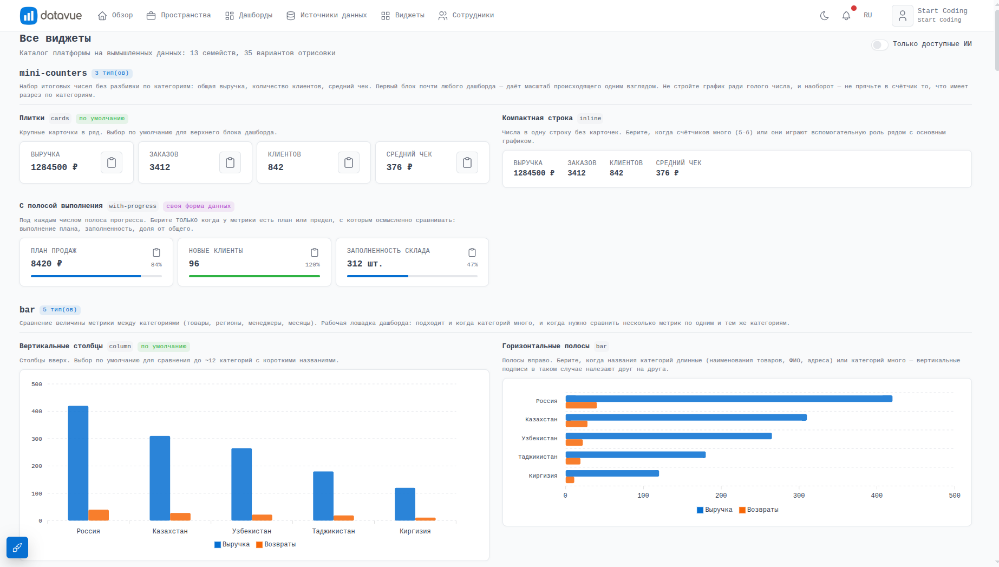 datavue
Обзор
Пространства
Дашборды
Источники данных
Виджеты
Сотрудники
RU
Start Coding
Start Coding
Все виджеты
Только доступные ИИ
Каталог платформы на вымышленных данных: 13 семейств, 35 вариантов отрисовки
mini-counters 3 тип(ов)
Набор итоговых чисел без разбивки по категориям: общая выручка, количество клиентов, средний чек. Первый блок почти любого дашборда — даёт масштаб происходящего одним взглядом. Не стройте график ради голого числа, и наоборот — не прячьте в счётчик то, что имеет
разрез по категориям.
Плитки cards по умолчанию
Крупные карточки в ряд. Выбор по умолчанию для верхнего блока дашборда.
ВЫРУЧКА
1284500 ₽
ЗАКАЗОВ
3412
КЛИЕНТОВ
842
СРЕДНИЙ ЧЕК
376 ₽
Компактная строка inline
Числа в одну строку без карточек. Берите, когда счётчиков много (5-6) или они играют вспомогательную роль рядом с основным
графиком.
ВЫРУЧКА ЗАКАЗОВ КЛИЕНТОВ СРЕДНИЙ ЧЕК
1284500 ₽ 3412 842 376 ₽
С полосой выполнения with-progress своя форма данных
Под каждым числом полоса прогресса. Берите ТОЛЬКО когда у метрики есть план или предел, с которым осмысленно сравнивать:
выполнение плана, заполненность, доля от общего.
ПЛАН ПРОДАЖ
8420 ₽ 84%
НОВЫЕ КЛИЕНТЫ
96 120%
ЗАПОЛНЕННОСТЬ СКЛАДА
312 шт. 47%
bar 5 тип(ов)
Сравнение величины метрики между категориями (товары, регионы, менеджеры, месяцы). Рабочая лошадка дашборда: подходит и когда категорий много, и когда нужно сравнить несколько метрик по одним и тем же категориям.
Вертикальные столбцы column по умолчанию
Столбцы вверх. Выбор по умолчанию для сравнения до ~12 категорий с короткими названиями.
500
400
300
200
100
0
Россия Казахстан Узбекистан Таджикистан Киргизия
Выручка Возвраты
Горизонтальные полосы bar
Полосы вправо. Берите, когда названия категорий длинные (наименования товаров, ФИО, адреса) или категорий много — вертикальные
подписи в таком случае налезают друг на друга.
Россия
Казахстан
Узбекистан
Таджикистан
Киргизия
0 100 200 300 400 500
Выручка Возвраты